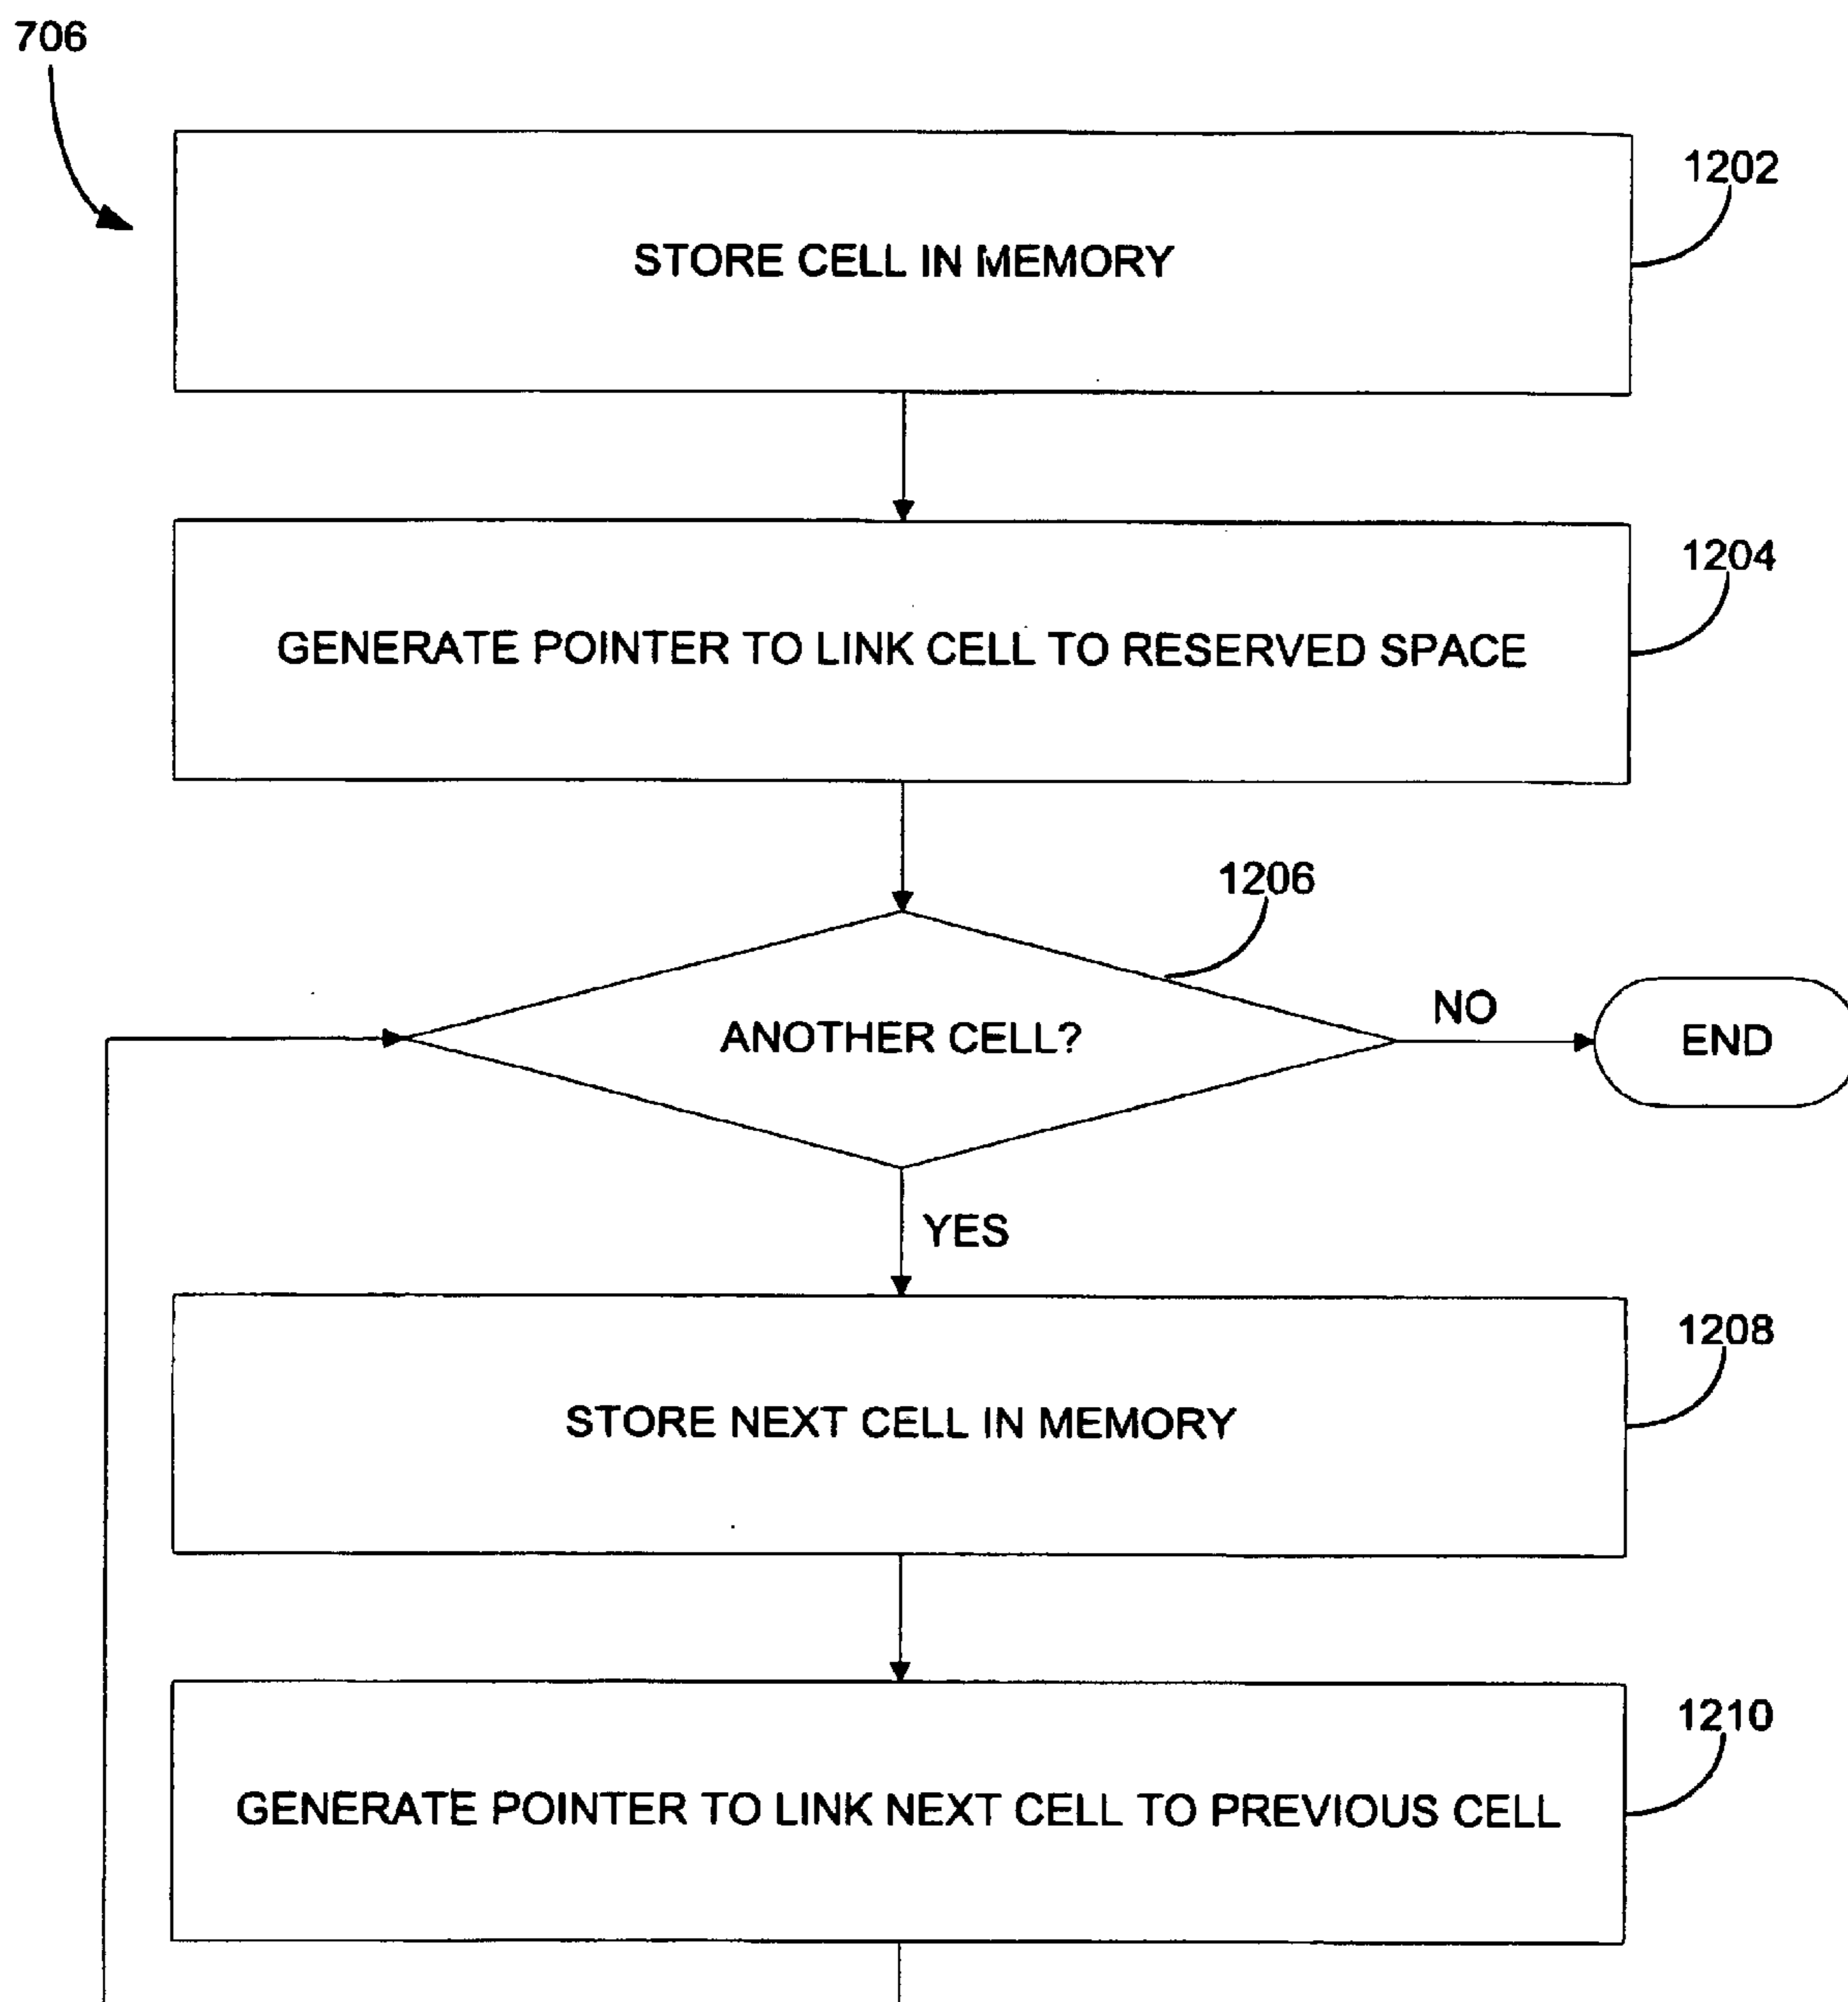 706
1202
STORE CELL IN MEMORY
1204
GENERATE POINTER TO LINK CELL TO RESERVED SPACE
1206
ANOTHER CELL?
NO
END
YES
1208
STORE NEXT CELL IN MEMORY
1210
GENERATE POINTER TO LINK NEXT CELL TO PREVIOUS CELL